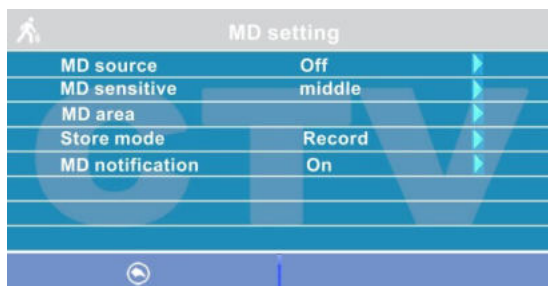 MD setting
MD source Off
MD sensitive middle
MD area
Store mode Record
MD notification On
CTV